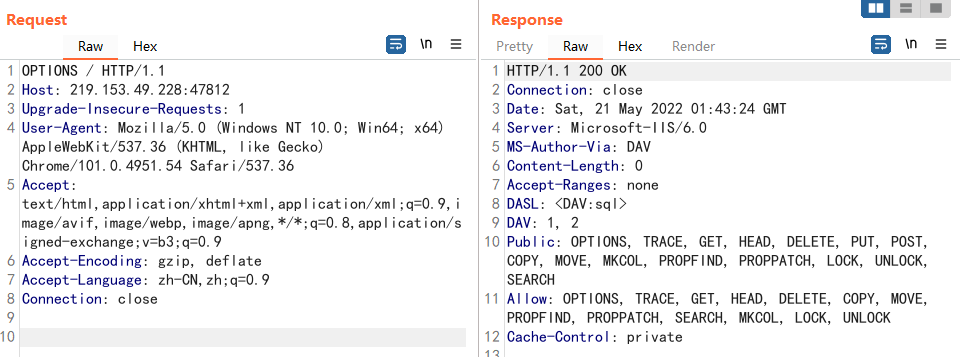 Request
Raw Hex
\n
1 OPTIONS / HTTP/1.1
2 Host: 219.153.49.228:47812
3 Upgrade-Insecure-Requests: 1
4 User-Agent: Mozilla/5.0 (Windows NT 10.0; Win64; x64)
AppleWebKit/537.36 (KHTML, like Gecko)
Chrome/101.0.4951.54 Safari/537.36
5 Accept:
text/html,application/xhtml+xml,application/xml;q=0.9,i
mage/avif,image/webp,image/apng,*/*;q=0.8,application/s
igned-exchange;v=b3;q=0.9
6 Accept-Encoding: gzip, deflate
7 Accept-Language: zh-CN,zh;q=0.9
8 Connection: close
9
10
Response
Pretty Raw Hex Render
\n
1 HTTP/1.1 200 OK
2 Connection: close
3 Date: Sat, 21 May 2022 01:43:24 GMT
4 Server: Microsoft-IIS/6.0
5 MS-Author-Via: DAV
6 Content-Length: 0
7 Accept-Ranges: none
8 DASL: <DAV:sql>
9 DAV: 1, 2
10 Public: OPTIONS, TRACE, GET, HEAD, DELETE, PUT, POST,
COPY, MOVE, MKCOL, PROPFIND, PROPPATCH, LOCK, UNLOCK,
SEARCH
11 Allow: OPTIONS, TRACE, GET, HEAD, DELETE, COPY, MOVE,
PROPFIND, PROPPATCH, SEARCH, MKCOL, LOCK, UNLOCK
12 Cache-Control: private
13